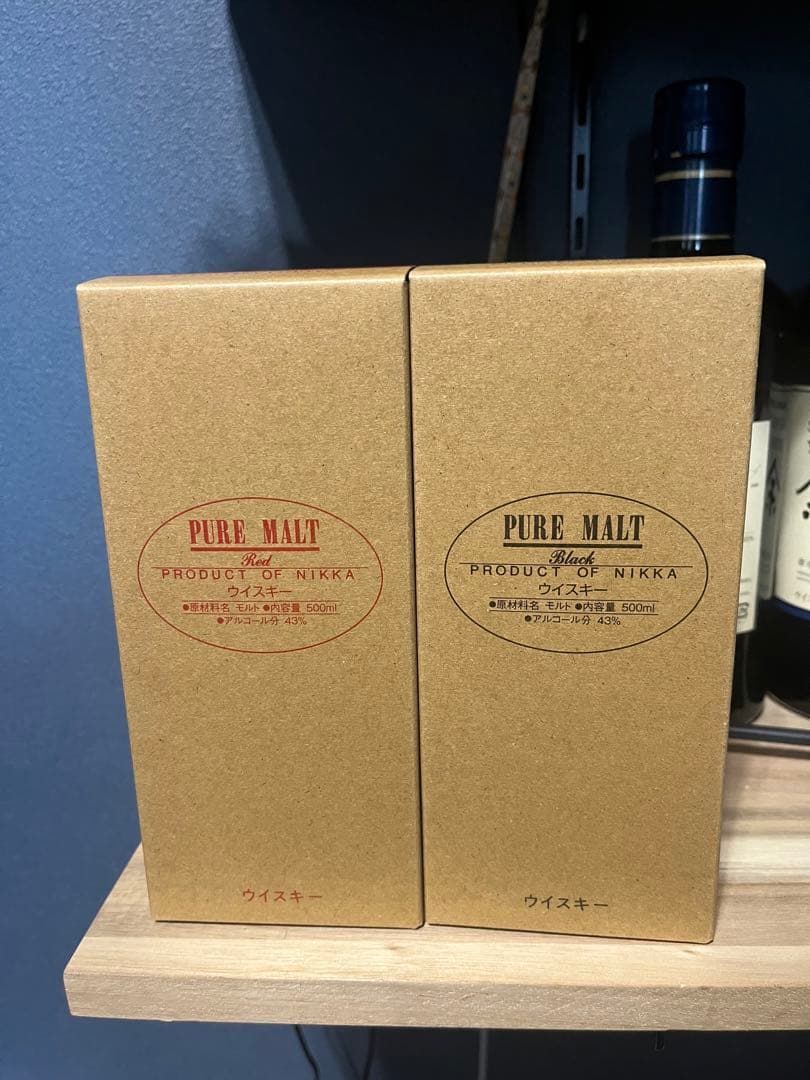 PURE MALT
Red
PRODUCT OF NIKKA
ウイスキー
●原材料名 モルト ●内容量 500ml
●アルコール分 43%
ウイスキー
PURE MALT
Black
PRODUCT OF NIKKA
ウイスキー
●原材料名 モルト ●内容量 500ml
●アルコール分 43%
ウイスキー